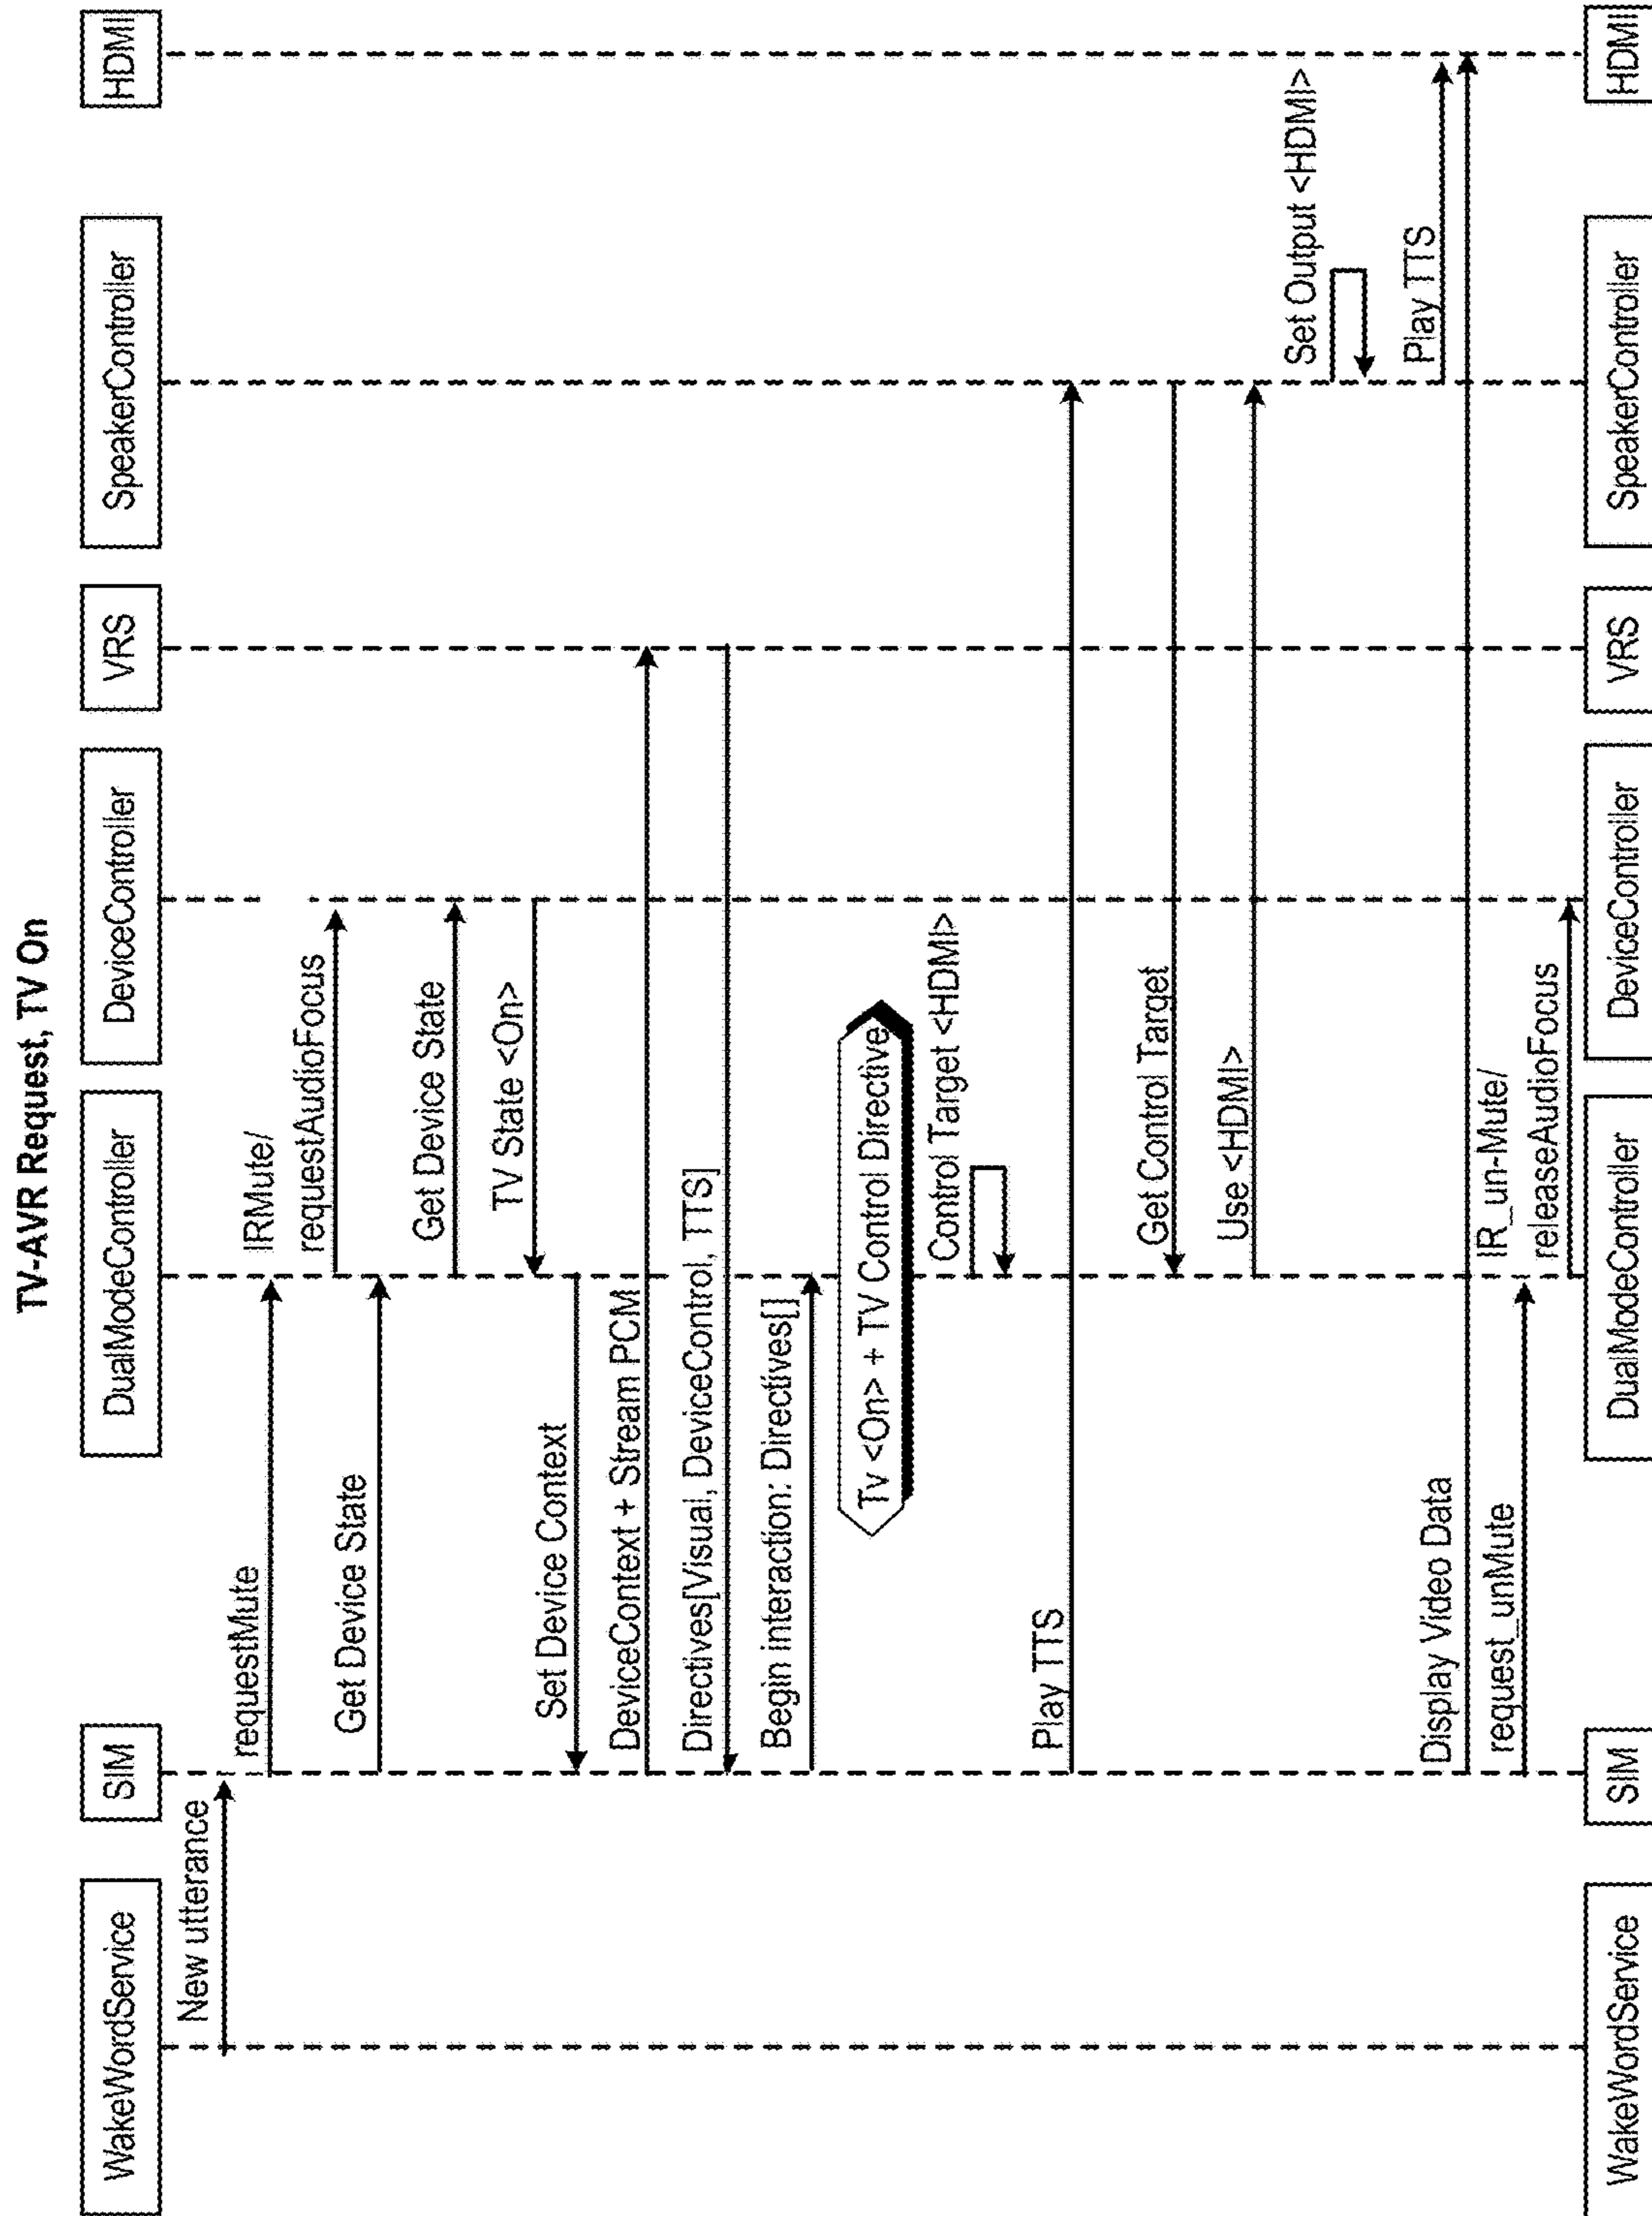 TV-AVR Request, TV On
WakeWordService
SIM
DualModeController
DeviceController
VRS
SpeakerController
HDMI
New utterance
requestMute
IRMute/
requestAudioFocus
Get Device State
Get Device State
TV State <On>
Set Device Context
DeviceContext + Stream PCM
Directives[Visual, DeviceControl, TTS]
Begin interaction: Directives[]
Tv <On> + TV Control Directive
Control Target <HDMI>
Play TTS
Get Control Target
Use <HDMI>
Set Output <HDMI>
Play TTS
Display Video Data
request_unMute
IR_un-Mute/
releaseAudioFocus
WakeWordService
SIM
DualModeController
DeviceController
VRS
SpeakerController
HDMI